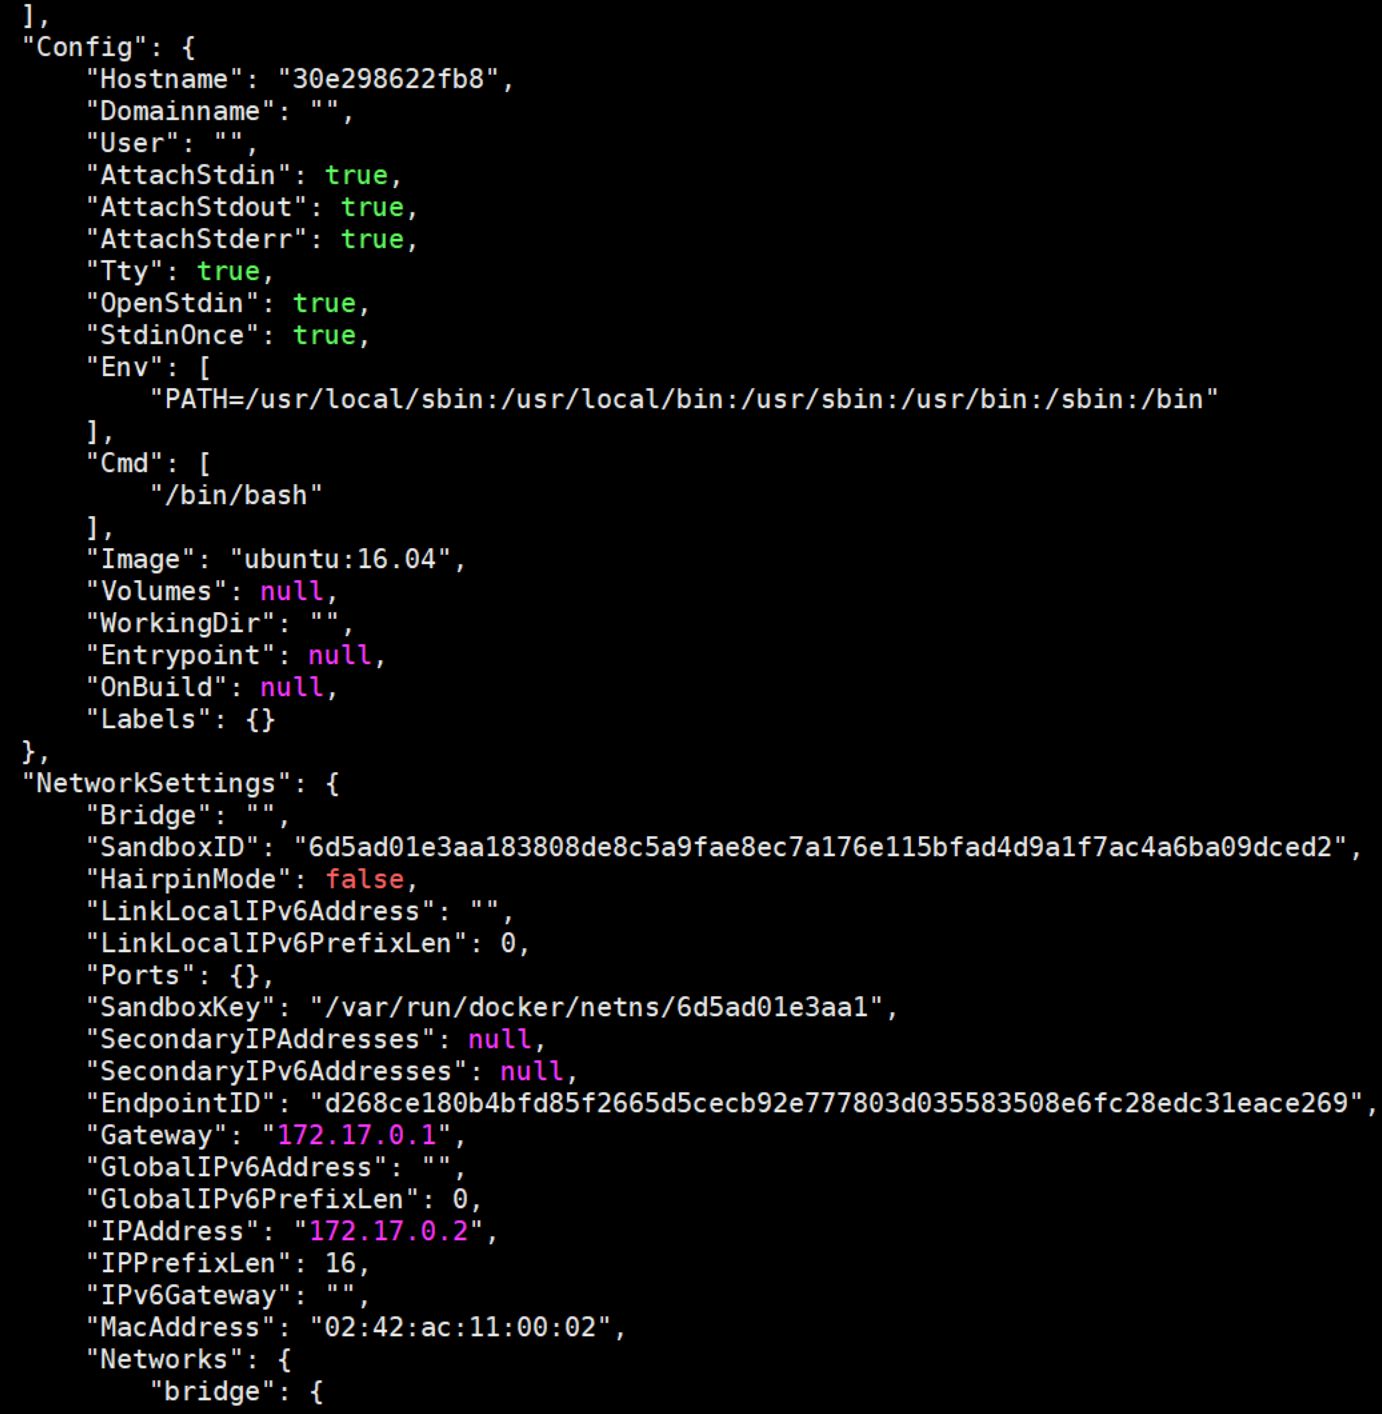 ],
"Config": {
    "Hostname": "30e298622fb8",
    "Domainname": "",
    "User": "",
    "AttachStdin": true,
    "AttachStdout": true,
    "AttachStderr": true,
    "Tty": true,
    "OpenStdin": true,
    "StdinOnce": true,
    "Env": [
        "PATH=/usr/local/sbin:/usr/local/bin:/usr/sbin:/usr/bin:/sbin:/bin"
    ],
    "Cmd": [
        "/bin/bash"
    ],
    "Image": "ubuntu:16.04",
    "Volumes": null,
    "WorkingDir": "",
    "Entrypoint": null,
    "OnBuild": null,
    "Labels": {}
},
"NetworkSettings": {
    "Bridge": "",
    "SandboxID": "6d5ad01e3aa183808de8c5a9fae8ec7a176e115bfad4d9a1f7ac4a6ba09dced2",
    "HairpinMode": false,
    "LinkLocalIPv6Address": "",
    "LinkLocalIPv6PrefixLen": 0,
    "Ports": {},
    "SandboxKey": "/var/run/docker/netns/6d5ad01e3aa1",
    "SecondaryIPAddresses": null,
    "SecondaryIPv6Addresses": null,
    "EndpointID": "d268ce180b4bfd85f2665d5cecb92e777803d035583508e6fc28edc31eace269",
    "Gateway": "172.17.0.1",
    "GlobalIPv6Address": "",
    "GlobalIPv6PrefixLen": 0,
    "IPAddress": "172.17.0.2",
    "IPPrefixLen": 16,
    "IPv6Gateway": "",
    "MacAddress": "02:42:ac:11:00:02",
    "Networks": {
        "bridge": {